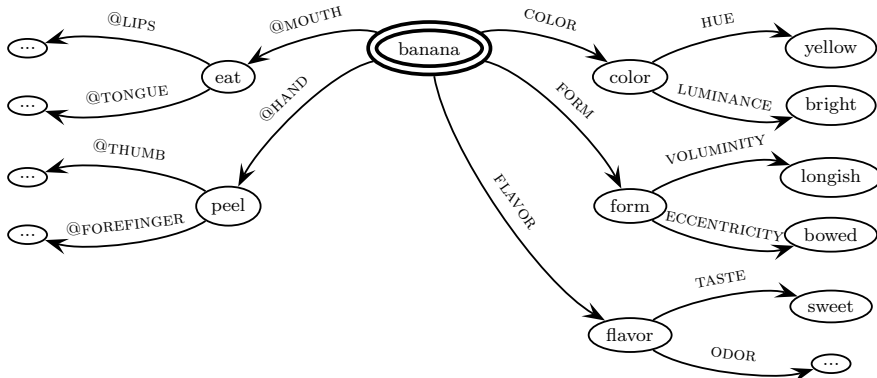 @LIPS
@MOUTH
banana
COLOR
HUE
...
eat
color
yellow
@TONGUE
LUMINANCE
...
bright
@HAND
FORM
@THUMB
VOLUMINITY
...
longish
peel
FLAVOR
form
@FOREFINGER
ECCENTRICITY
...
bowed
TASTE
sweet
flavor
ODOR
...